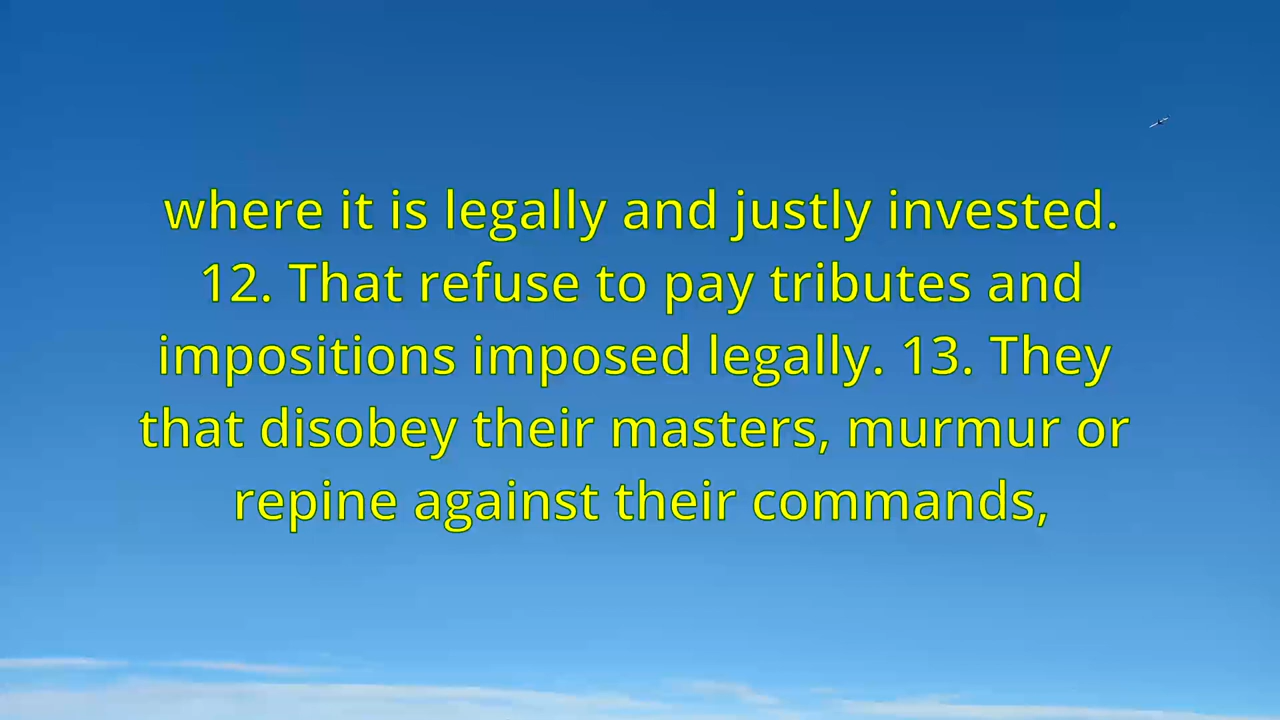 where it is legally and justly invested.
12. That refuse to pay tributes and
impositions imposed legally. 13. They
that disobey their masters, murmur or
repine against their commands,